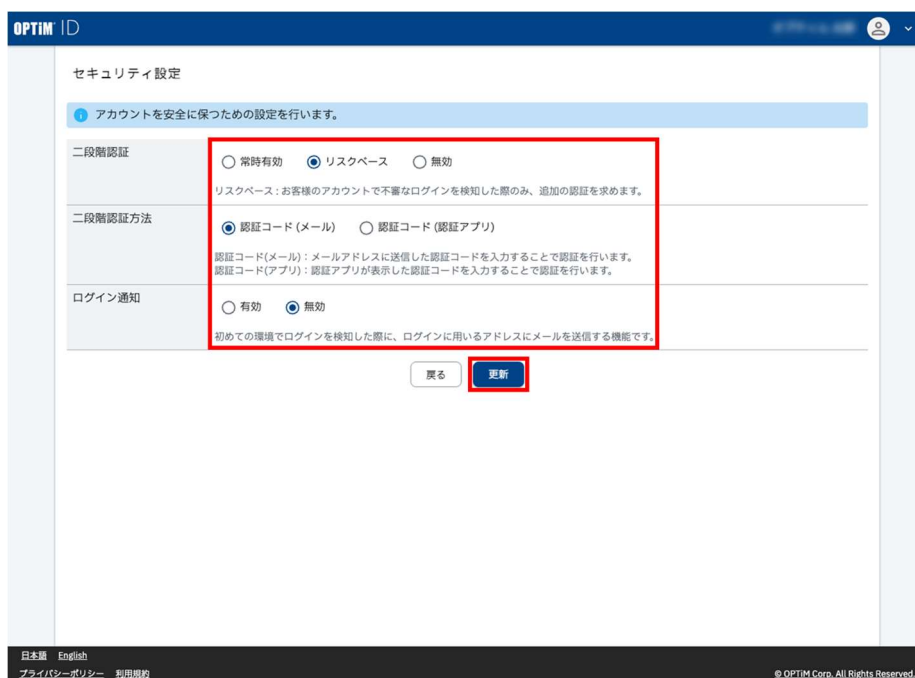 OPTiM ID
セキュリティ設定
アカウントを安全に保つための設定を行います。
二段階認証
常時有効 リスクベース 無効
リスクベース : お客様のアカウントで不審なログインを検知した際のみ、追加の認証を求めます。
二段階認証方法
認証コード (メール) 認証コード (認証アプリ)
認証コード(メール)：メールアドレスに送信した認証コードを入力することで認証を行います。
認証コード(アプリ)：認証アプリが表示した認証コードを入力することで認証を行います。
ログイン通知
有効 無効
初めての環境でログインを検知した際に、ログインに用いるアドレスにメールを送信する機能です。
戻る 更新
日本語 English
プライバシーポリシー 利用規約 © OPTiM Corp. All Rights Reserved.